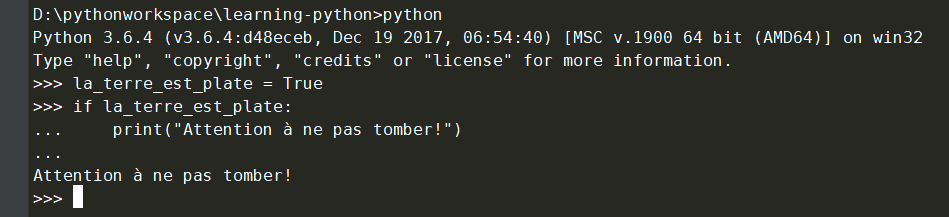 D:\pythonworkspace\learning-python>python
Python 3.6.4 (v3.6.4:d48eceb, Dec 19 2017, 06:54:40) [MSC v.1900 64 bit (AMD64)] on win32
Type "help", "copyright", "credits" or "license" for more information.
>>> la_terre_est_plate = True
>>> if la_terre_est_plate:
...     print("Attention à ne pas tomber!")
...
Attention à ne pas tomber!
>>>